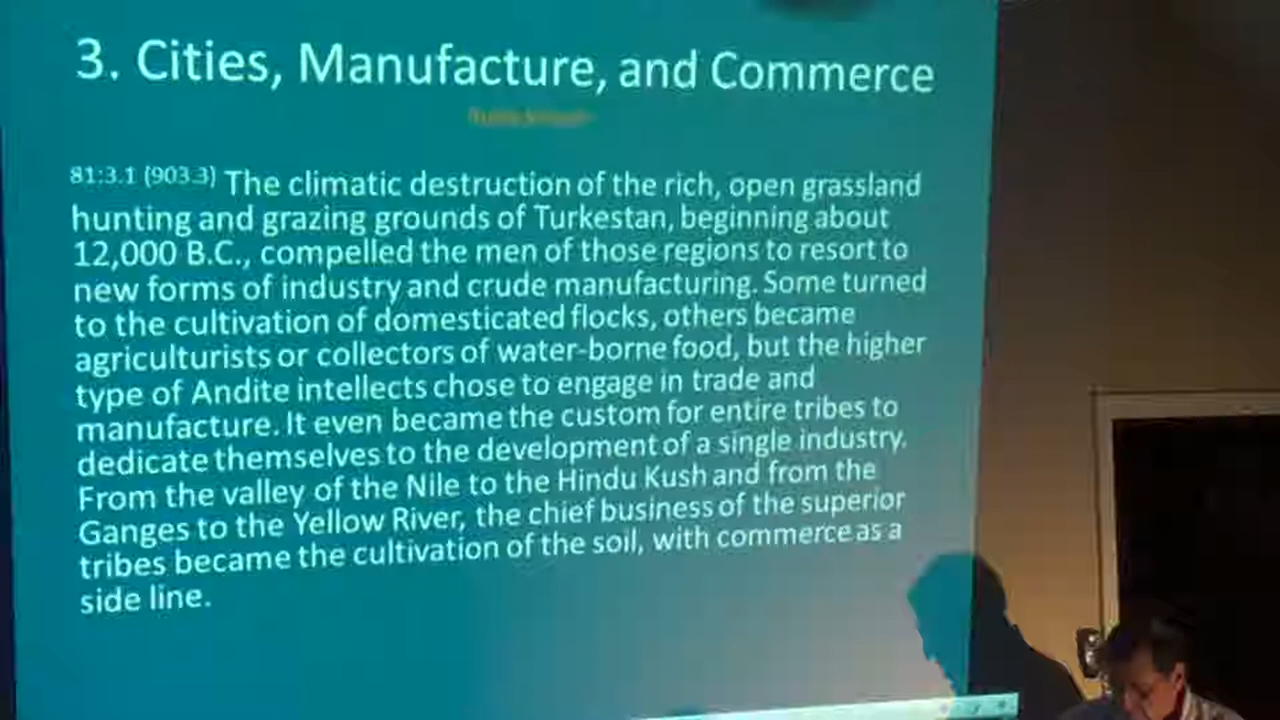 3. Cities, Manufacture, and Commerce
81:3.1 (903.3) The climatic destruction of the rich, open grassland
hunting and grazing grounds of Turkestan, beginning about
12,000 B.C., compelled the men of those regions to resort to
new forms of industry and crude manufacturing. Some turned
to the cultivation of domesticated flocks, others became
agriculturists or collectors of water-borne food, but the higher
type of Andite intellects chose to engage in trade and
manufacture. It even became the custom for entire tribes to
dedicate themselves to the development of a single industry.
From the valley of the Nile to the Hindu Kush and from the
Ganges to the Yellow River, the chief business of the superior
tribes became the cultivation of the soil, with commerce as a
side line.